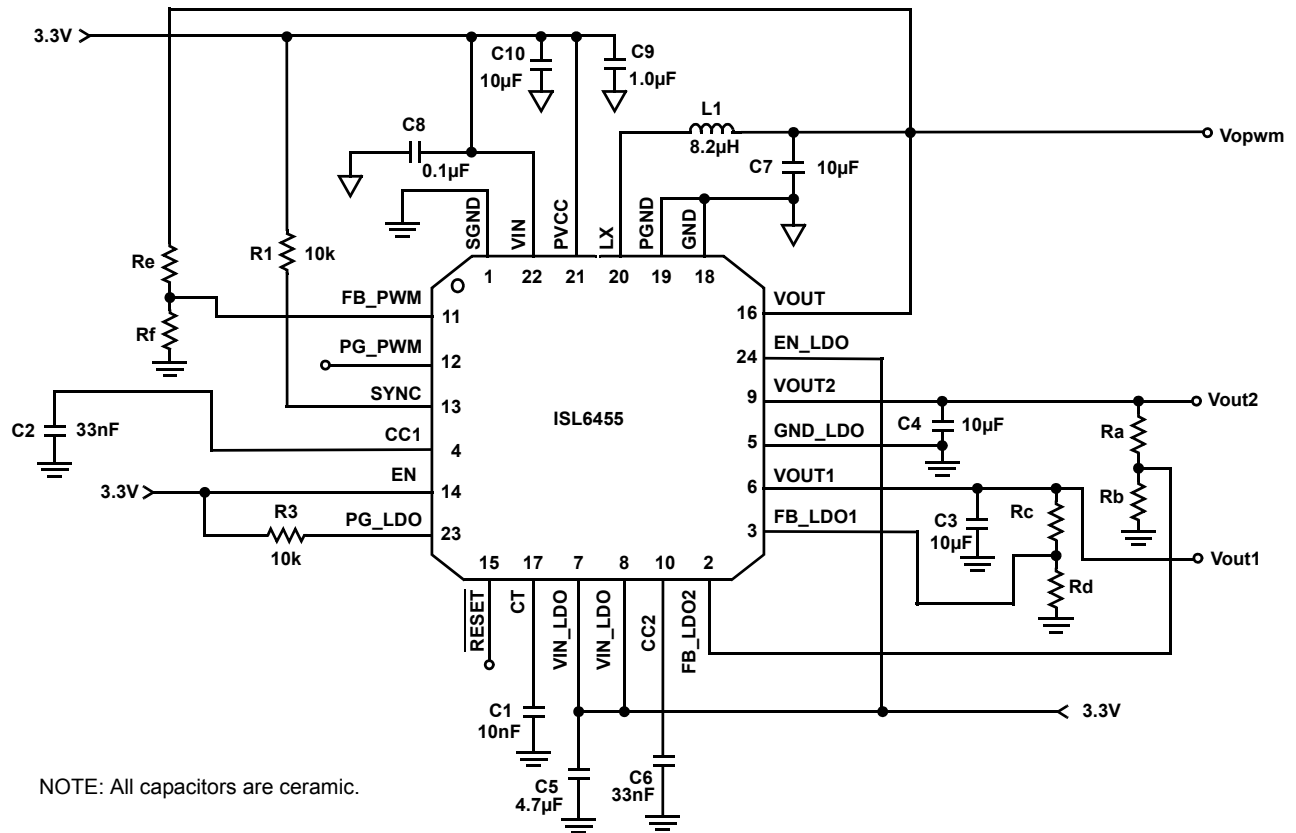 3.3V
C10
10µF
C9
1.0µF
L1
8.2µH
Vopwm
C8
0.1µF
C7
10µF
SGND
VIN
PVCC
LX
PGND
GND
R1
10k
Re
Rf
1
22
21
20
19
18
FB_PWM
11
VOUT
16
PG_PWM
12
EN_LDO
24
SYNC
13
VOUT2
9
Vout2
ISL6455
C2
33nF
CC1
4
C4
10µF
Ra
GND_LDO
5
EN
14
3.3V
VOUT1
6
Rb
R3
10k
PG_LDO
23
C3
10µF
Rc
FB_LDO1
3
Vout1
Rd
15
17
7
8
10
2
RESET
CT
VIN_LDO
VIN_LDO
CC2
FB_LDO2
C1
10nF
3.3V
C5
4.7µF
C6
33nF
NOTE: All capacitors are ceramic.